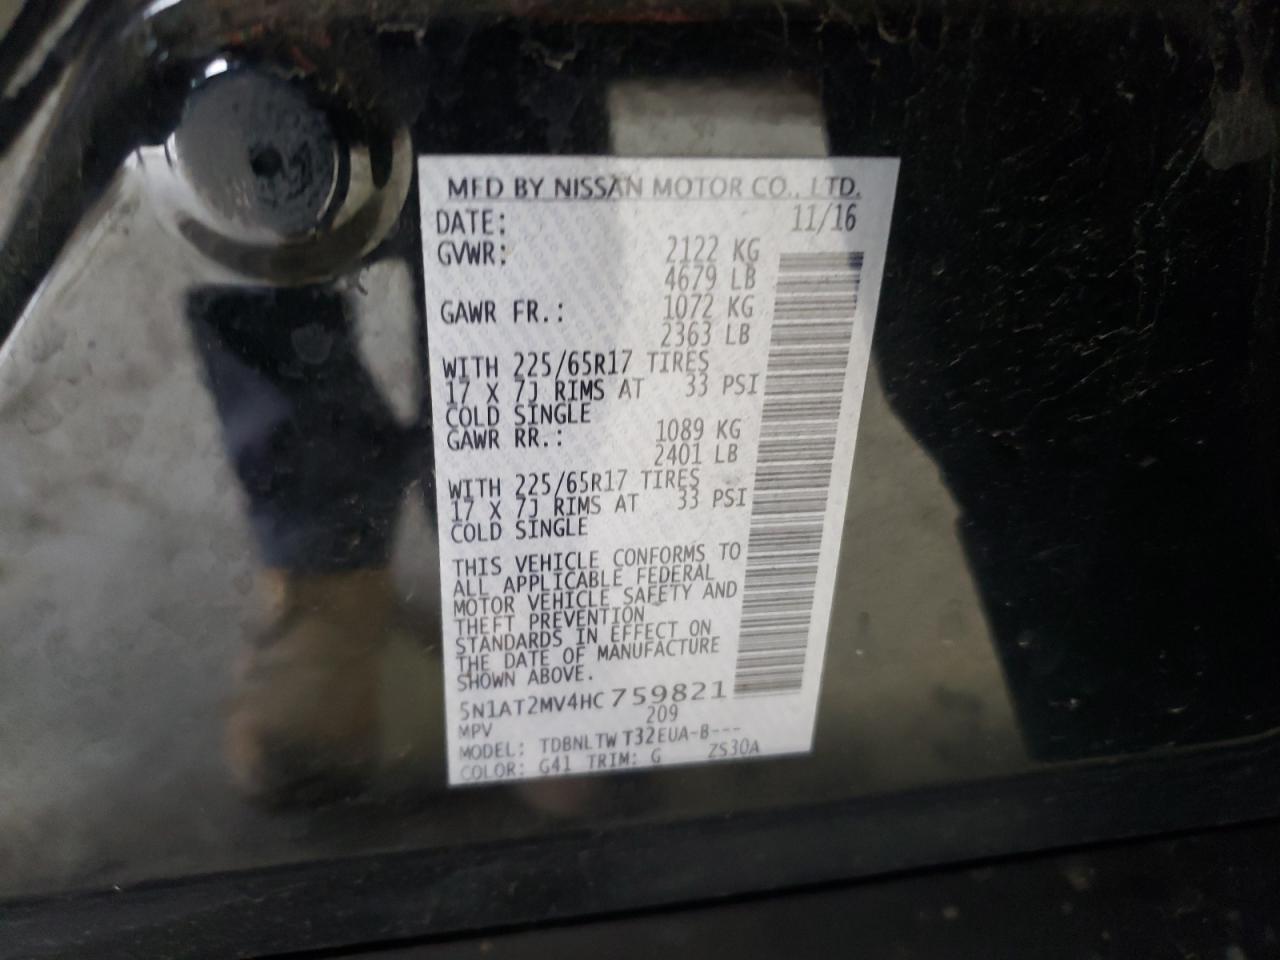 MFD BY NISSAN MOTOR CO., LTD.
DATE: 11/16
GVWR: 2122 KG
4679 LB
GAWR FR.: 1072 KG
2363 LB
WITH 225/65R17 TIRES
17 X 7J RIMS AT 33 PSI
COLD SINGLE
GAWR RR.: 1089 KG
2401 LB
WITH 225/65R17 TIRES
17 X 7J RIMS AT 33 PSI
COLD SINGLE
THIS VEHICLE CONFORMS TO
ALL APPLICABLE FEDERAL
MOTOR VEHICLE SAFETY AND
THEFT PREVENTION
STANDARDS IN EFFECT ON
THE DATE OF MANUFACTURE
SHOWN ABOVE.
5N1AT2MV4HC759821
MPV 209
MODEL: TDBNLTW T32EUA-B---
COLOR: G41 TRIM: G ZS30A